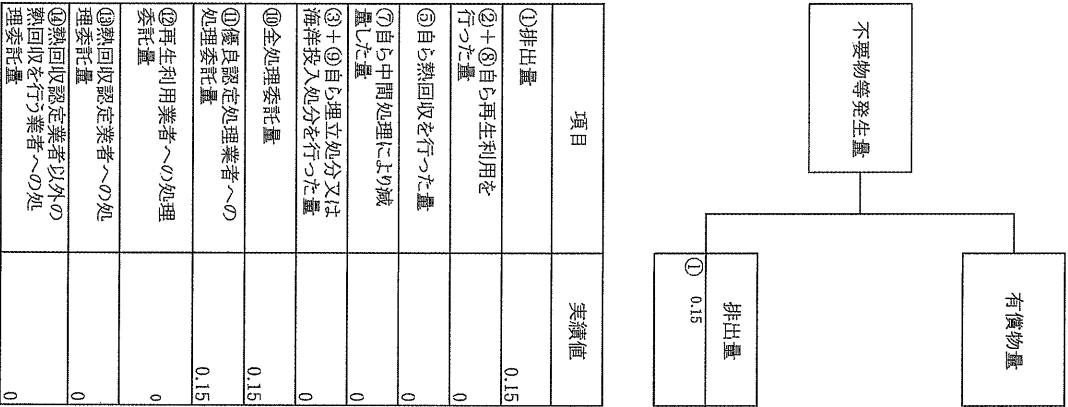 不要物等発生量
有償物量
排出量
① 0.15
項目
実績値
①排出量
0.15
②+⑧自ら再生利用を
行った量
0
⑤自ら熱回収を行った量
0
⑦自ら中間処理により減
量した量
0
③+⑨自ら埋立処分又は
海洋投入処分を行った量
0
⑩全処理委託量
0.15
⑪優良認定処理業者への
処理委託量
0.15
⑫再生利用業者への処理
委託量
0
⑬熱回収認定業者への処
理委託量
0
⑭熱回収認定業者以外の
熱回収を行う業者への処
理委託量
0